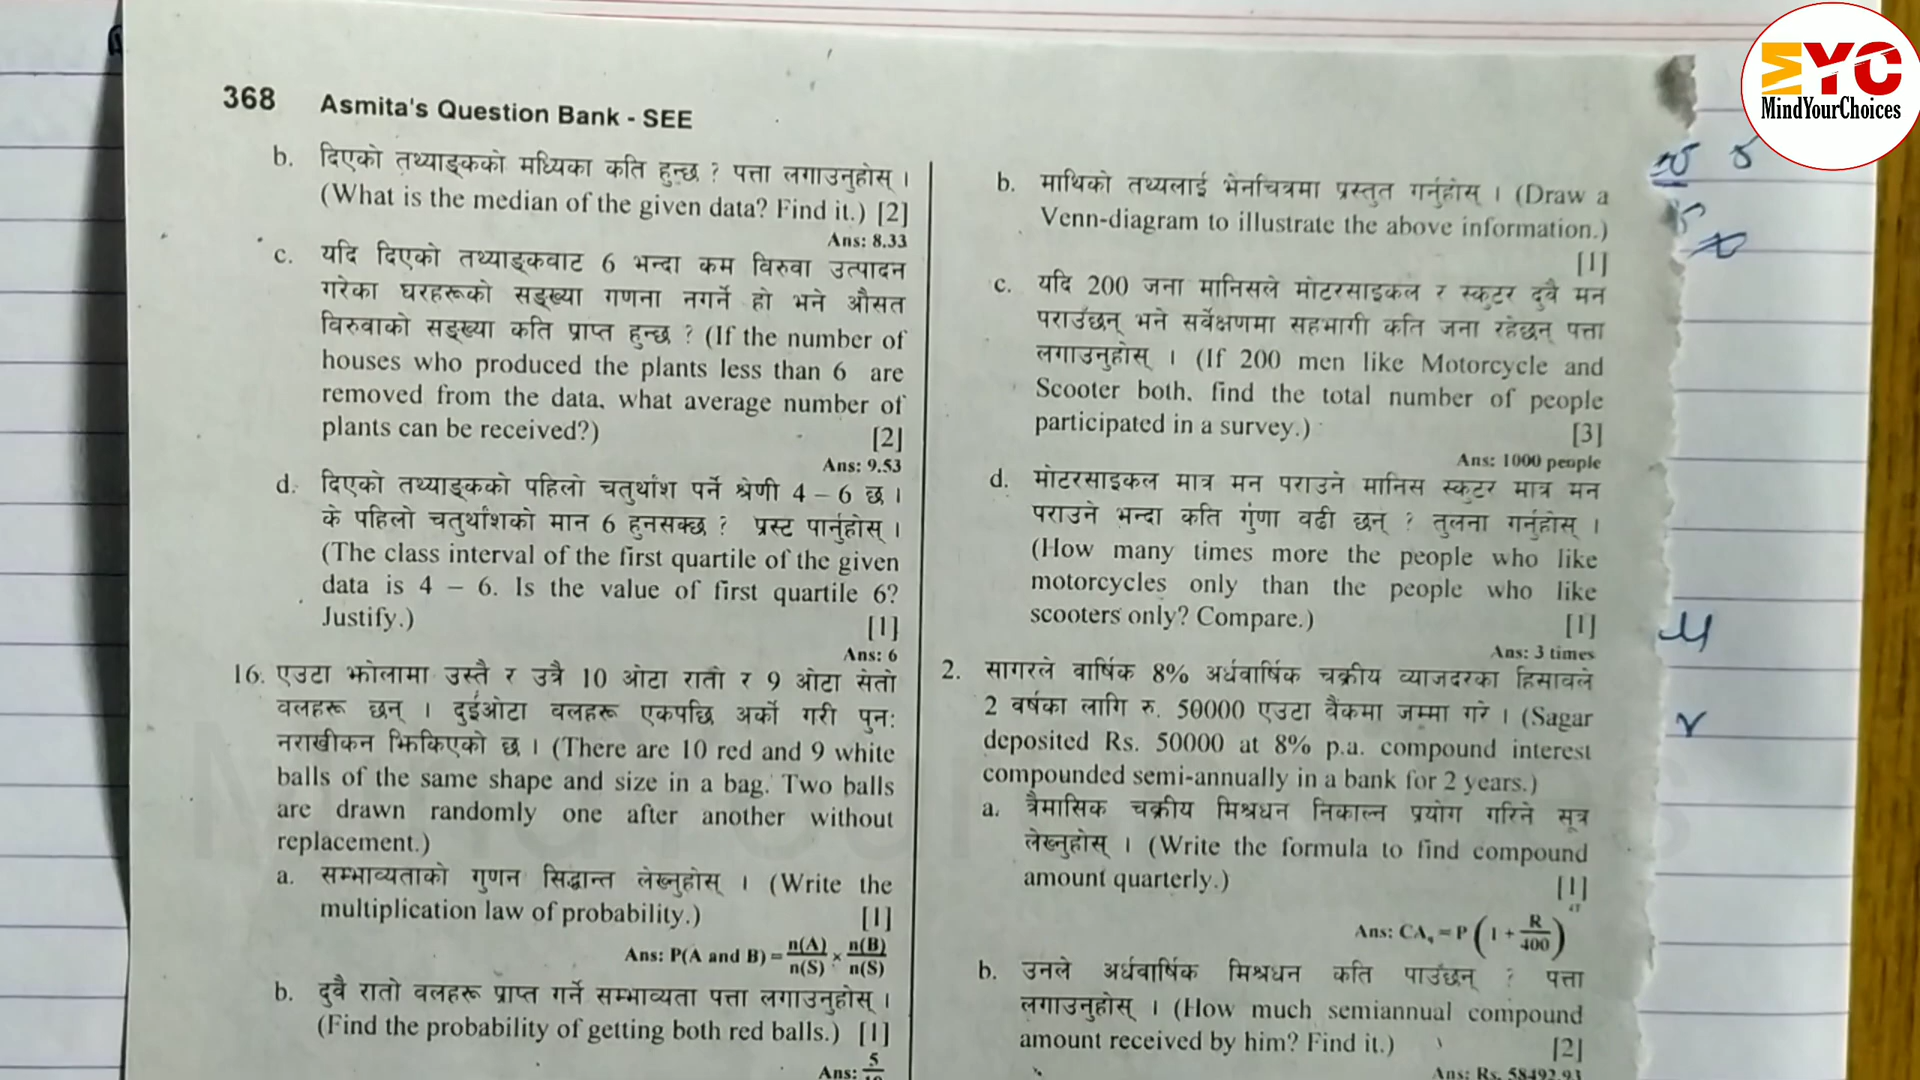 MYC
MindYourChoices
368 Asmita's Question Bank - SEE
b. दिएको तथ्याङ्कको मध्यिका कति हुन्छ ? पत्ता लगाउनुहोस् ।
(What is the median of the given data? Find it.) [2]
Ans: 8.33
c. यदि दिएको तथ्याङ्कवाट 6 भन्दा कम विरुवा उत्पादन
गरेका घरहरूको सङ्ख्या गणना नगर्ने हो भने औसत
विरुवाको सङ्ख्या कति प्राप्त हुन्छ ? (If the number of
houses who produced the plants less than 6 are
removed from the data, what average number of
plants can be received?) [2]
Ans: 9.53
d. दिएको तथ्याङ्कको पहिलो चतुर्थांश पर्ने श्रेणी 4 – 6 छ ।
के पहिलो चतुर्थांशको मान 6 हुनसक्छ ? प्रस्ट पार्नुहोस् ।
(The class interval of the first quartile of the given
data is 4 – 6. Is the value of first quartile 6?
Justify.) [1]
Ans: 6
16. एउटा झोलामा उस्तै र उत्रै 10 ओटा रातो र 9 ओटा सेतो
वलहरू छन् । दुईओटा वलहरू एकपछि अर्को गरी पुन:
नराखीकन झिकिएको छ । (There are 10 red and 9 white
balls of the same shape and size in a bag. Two balls
are drawn randomly one after another without
replacement.)
a. सम्भाव्यताको गुणन सिद्धान्त लेख्नुहोस् । (Write the
multiplication law of probability.) [1]
Ans: P(A and B) = n(A)/n(S) × n(B)/n(S)
b. दुवै रातो वलहरू प्राप्त गर्ने सम्भाव्यता पत्ता लगाउनुहोस् ।
(Find the probability of getting both red balls.) [1]
Ans: 5
b. माथिको तथ्यलाई भेनचित्रमा प्रस्तुत गर्नुहोस् । (Draw a
Venn-diagram to illustrate the above information.)
[1]
c. यदि 200 जना मानिसले मोटरसाइकल र स्कुटर दुवै मन
पराउँछन् भने सर्वेक्षणमा सहभागी कति जना रहेछन् पत्ता
लगाउनुहोस् । (If 200 men like Motorcycle and
Scooter both, find the total number of people
participated in a survey.) [3]
Ans: 1000 people
d. मोटरसाइकल मात्र मन पराउने मानिस स्कुटर मात्र मन
पराउने भन्दा कति गुंणा वढी छन् ? तुलना गर्नुहोस् ।
(How many times more the people who like
motorcycles only than the people who like
scooters only? Compare.) [1]
Ans: 3 times
2. सागरले वार्षिक 8% अर्धवार्षिक चक्रीय व्याजदरका हिसावले
2 वर्षका लागि रु. 50000 एउटा वैंकमा जम्मा गरे । (Sagar
deposited Rs. 50000 at 8% p.a. compound interest
compounded semi-annually in a bank for 2 years.)
a. त्रैमासिक चक्रीय मिश्रधन निकाल्न प्रयोग गरिने सूत्र
लेख्नुहोस् । (Write the formula to find compound
amount quarterly.) [1]
Ans: CAq = P (1 + R/400)
b. उनले अर्धवार्षिक मिश्रधन कति पाउँछन् ? पत्ता
लगाउनुहोस् । (How much semiannual compound
amount received by him? Find it.) [2]
Ans: Rs. 58492.93